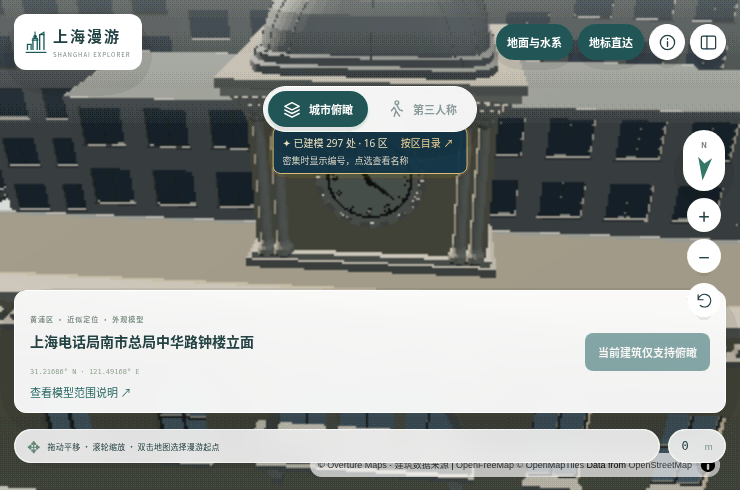 上海漫游
SHANGHAI EXPLORER
地面与水系
地标直达
城市俯瞰
第三人称
✦ 已建模 297 处 · 16 区 按区目录 ↗
密集时显示编号，点选查看名称
N
+
−
黄浦区 · 近似定位 · 外观模型
上海电话局南市总局中华路钟楼立面
31.21686° N · 121.49168° E
查看模型范围说明 ↗
当前建筑仅支持俯瞰
拖动平移 · 滚轮缩放 · 双击地图选择漫游起点
0 m
© Overture Maps · 建筑数据来源 | OpenFreeMap © OpenMapTiles Data from OpenStreetMap